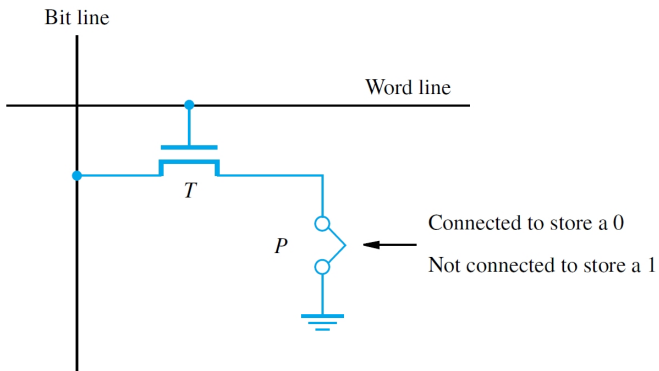 Bit line
Word line
T
P
Connected to store a 0
Not connected to store a 1